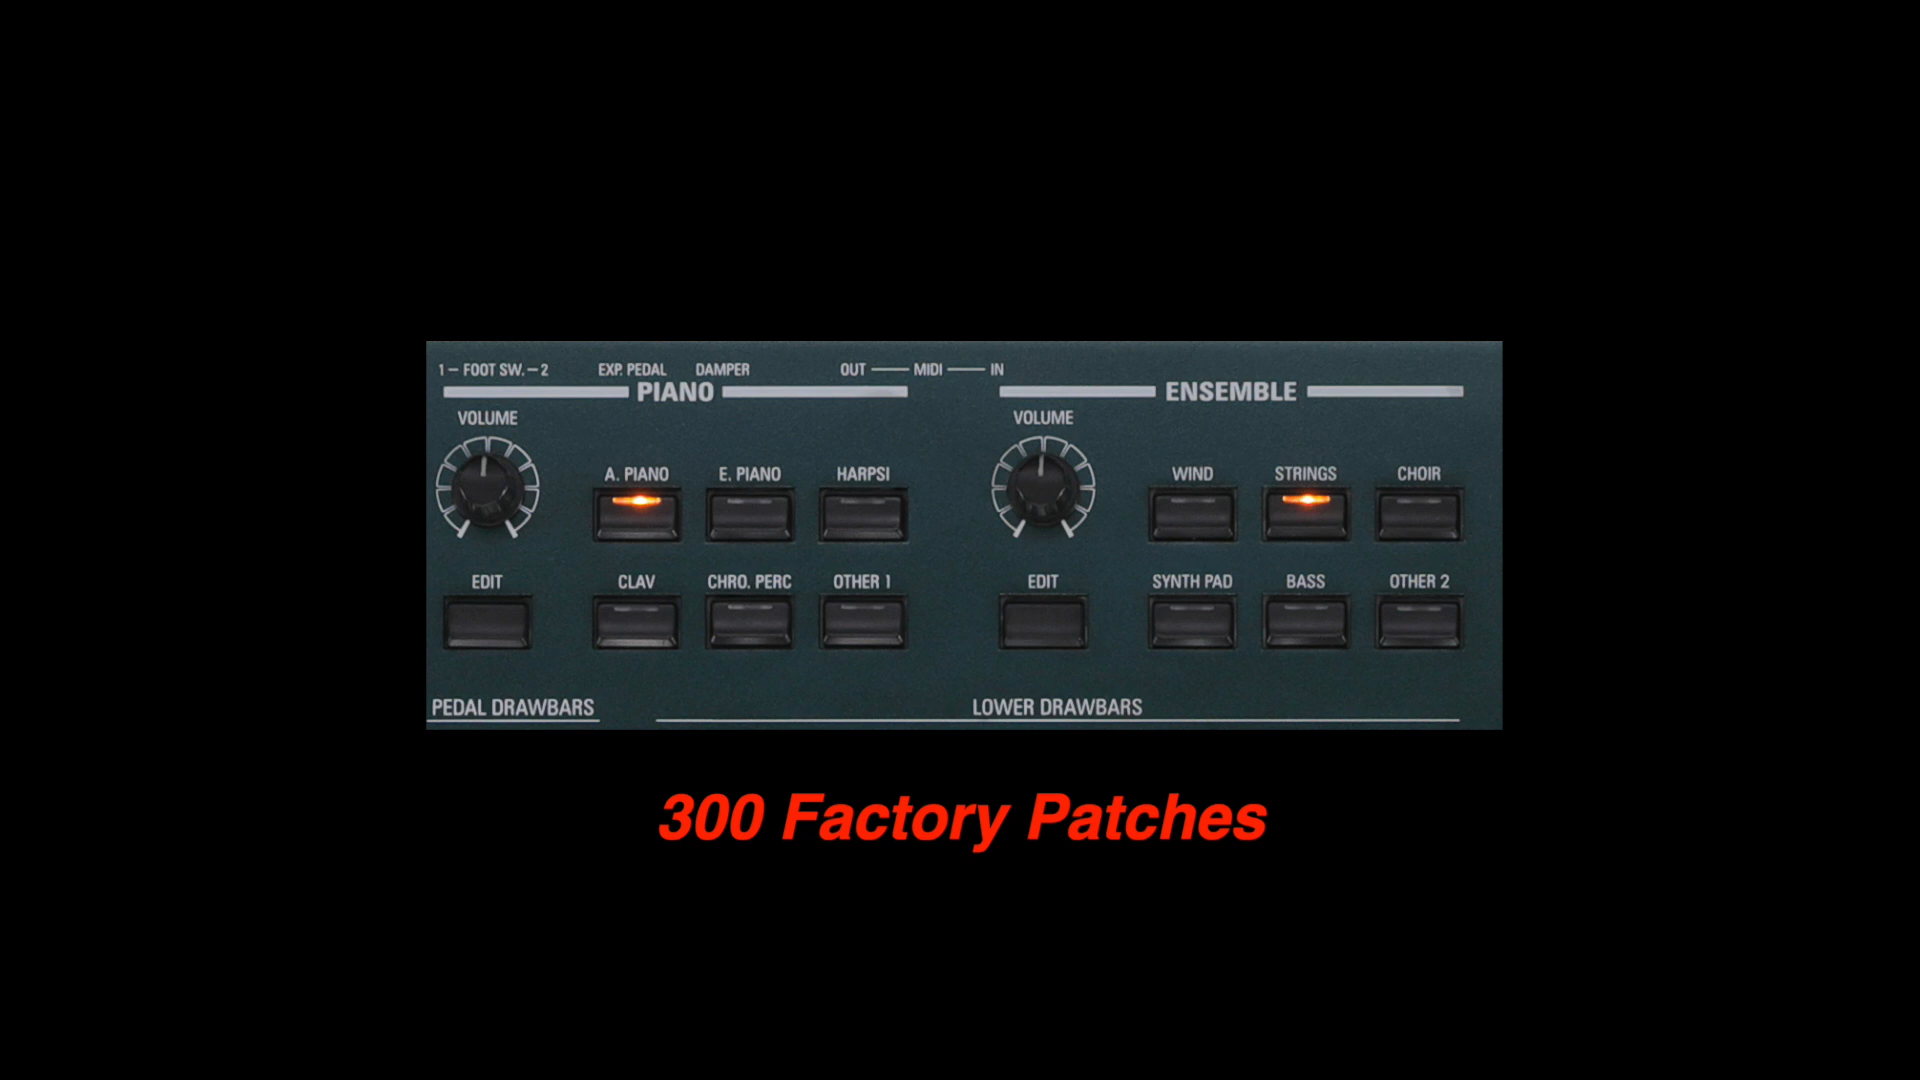 1 – FOOT SW. – 2 EXP. PEDAL DAMPER OUT — MIDI — IN
PIANO ENSEMBLE
VOLUME VOLUME
A. PIANO E. PIANO HARPSI WIND STRINGS CHOIR
EDIT CLAV CHRO. PERC OTHER 1 EDIT SYNTH PAD BASS OTHER 2
PEDAL DRAWBARS LOWER DRAWBARS
300 Factory Patches